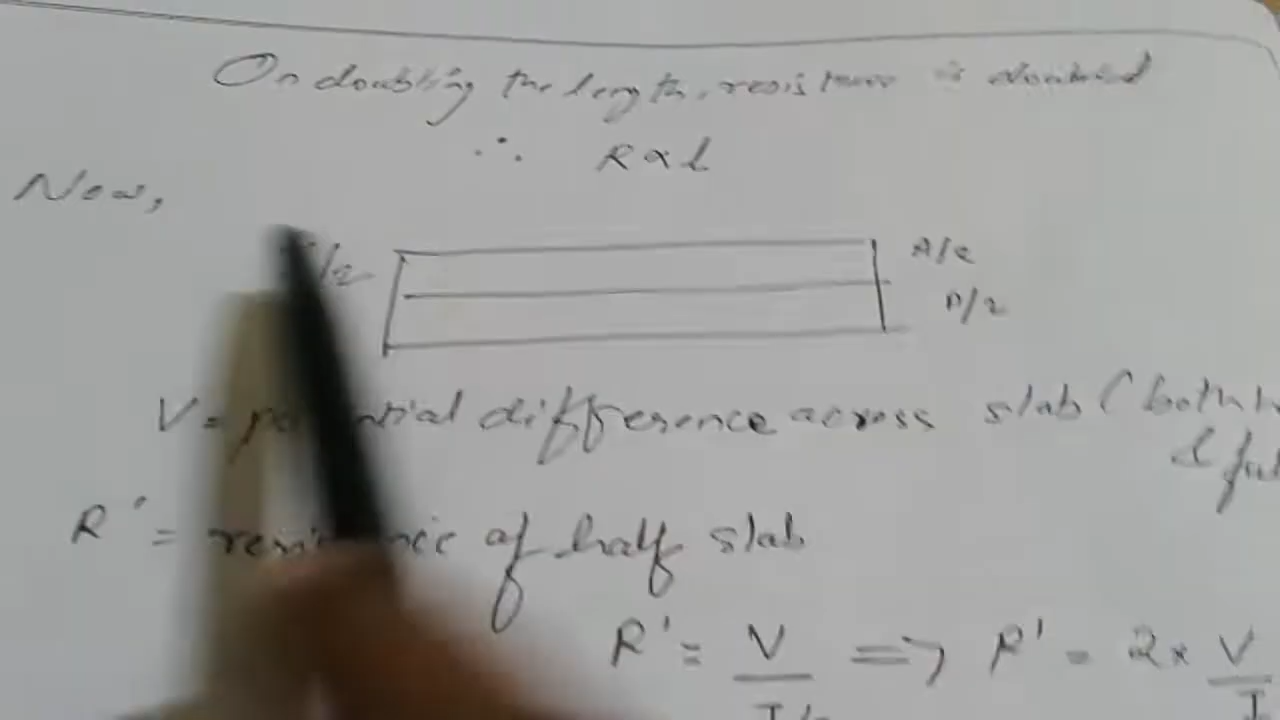 On doubling the length, resistance is doubled
∴ R ∝ l
Now,
/2 A/2
A/2
V = potential difference across slab (both
&
R' = resistance of half slab
R' = V/I/ => R' = 2 x V/I